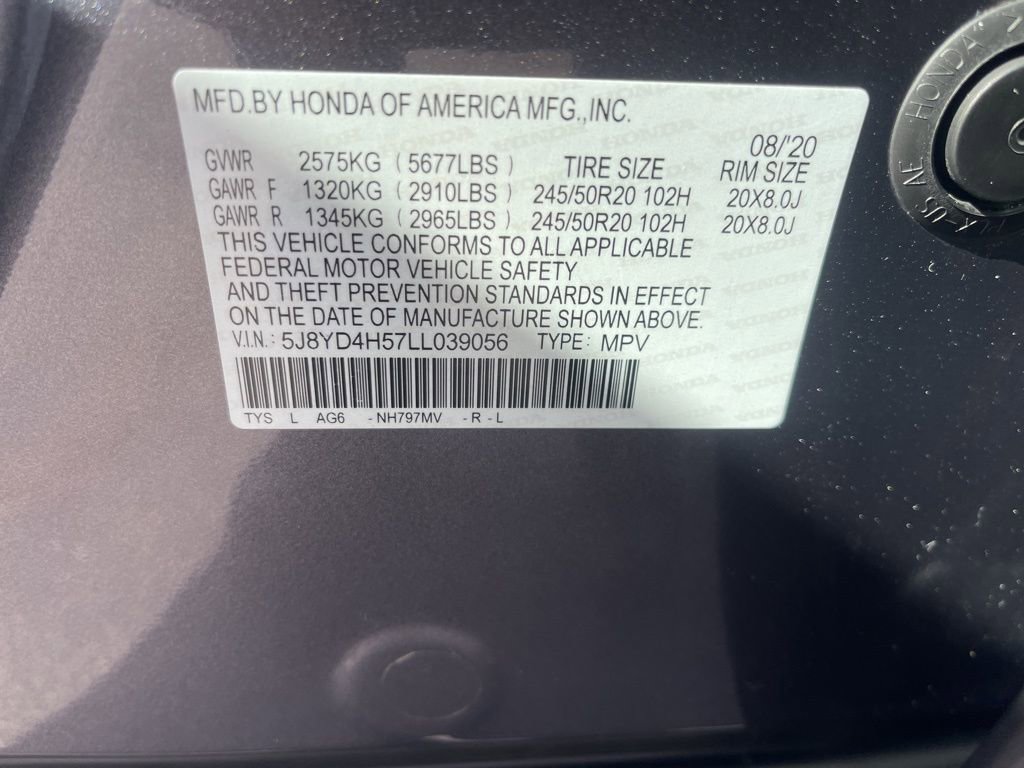 MFD.BY HONDA OF AMERICA MFG.,INC.
08/'20
GVWR 2575KG (5677LBS) TIRE SIZE RIM SIZE
GAWR F 1320KG (2910LBS) 245/50R20 102H 20X8.0J
GAWR R 1345KG (2965LBS) 245/50R20 102H 20X8.0J
THIS VEHICLE CONFORMS TO ALL APPLICABLE
FEDERAL MOTOR VEHICLE SAFETY
AND THEFT PREVENTION STANDARDS IN EFFECT
ON THE DATE OF MANUFACTURE SHOWN ABOVE.
V.I.N.: 5J8YD4H57LL039056 TYPE: MPV
TYS L AG6 -NH797MV -R-L
HONDA